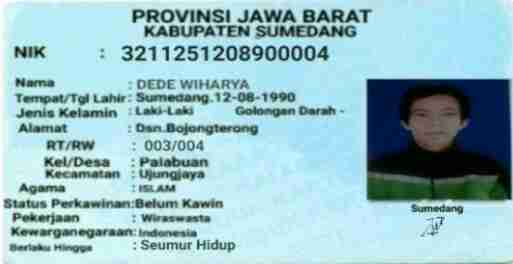 PROVINSI JAWA BARAT
KABUPATEN SUMEDANG
NIK : 3211251208900004
Nama : DEDE WIHARYA
Tempat/Tgl Lahir : Sumedang.12-08-1990
Jenis Kelamin : Laki-Laki Golongan Darah -
Alamat : Dsn.Bojongterong
RT/RW : 003/004
Kel/Desa : Palabuan
Kecamatan : Ujungjaya
Agama : ISLAM
Status Perkawinan:Belum Kawin
Pekerjaan : Wiraswasta
Kewarganegaraan: Indonesia
Berlaku Hingga : Seumur Hidup
Sumedang